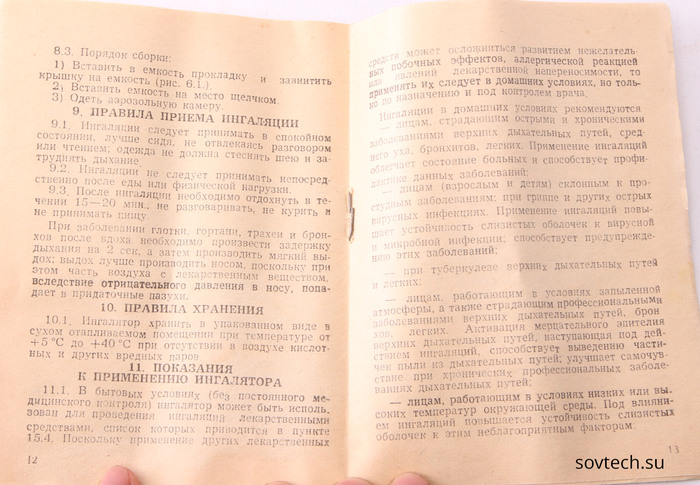 8.3. Порядок сборки:
1) Вставить в емкость прокладку и завинтить
крышку на емкость (рис. 6.1.).
2) Вставить емкость на место щелчком.
3) Одеть аэрозольную камеру.
9. ПРАВИЛА ПРИЕМА ИНГАЛЯЦИИ
9.1. Ингаляции следует принимать в спокойном
состоянии, лучше сидя, не отвлекаясь разговором
или чтением; одежда не должна стеснять шею и за-
труднять дыхание.
9.2. Ингаляции не следует принимать непосред-
ственно после еды или физической нагрузки.
9.3. После ингаляции необходимо отдохнуть в те-
чении 15—20 мин, не разговаривать, не курить и
не принимать пищу.
При заболевании глотки, гортани, трахеи и брон-
хов после вдоха необходимо произвести задержку
дыхания на 2 сек, а затем производить мягкий вы-
дох; выдох лучше производить носом, поскольку при
этом часть воздуха с лекарственным веществом,
вследствие отрицательного давления в носу, попа-
дает в придаточные пазухи.
10. ПРАВИЛА ХРАНЕНИЯ
10.1. Ингалятор хранить в упакованном виде в
сухом отапливаемом помещении при температуре от
+5 °С до +40 °С при отсутствии в воздухе кислот-
ных и других вредных паров
11. ПОКАЗАНИЯ
К ПРИМЕНЕНИЮ ИНГАЛЯТОРА
11.1. В бытовых условиях (без постоянного ме-
дицинского контроля) ингалятор может быть исполь-
зован для проведения ингаляций лекарственными
средствами, список которых приводится в пункте
15.4. Поскольку применение других лекарственных
12
средств может осложниться развитием нежелатель-
ных побочных эффектов, аллергической реакцией
или явлений лекарственной непереносимости, то
применять их следует в домашних условиях, но толь-
ко по назначению и под контролем врача.
Ингаляции в домашних условиях рекомендуются
— лицам, страдающим острыми и хроническими
заболеваниями верхних дыхательных путей, сред-
него уха, бронхитов, легких. Применение ингаляций
облегчает состояние больных и способствует профи-
лактике данных заболеваний;
— лицам (взрослым и детям) склонным к про-
студным заболеваниям; при гриппе и других острых
вирусных инфекциях. Применение ингаляций повы-
шает устойчивость слизистых оболочек к вирусной
и микробной инфекции; способствует предупрежде-
нию этих заболеваний;
— при туберкулезе верхних дыхательных путей
и легких:
— лицам, работающим в условиях запыленной
атмосферы, а также страдающим профессиональными
заболеваниями верхних дыхательных путей, брон
хов, легких. Активация мерцательного эпителия
верхних дыхательных путей, наступающая под дей-
ствием ингаляций, способствует выведению части-
чек пыли из дыхательных путей; улучшает самочув-
ствие при хронических профессиональных заболе-
ваниях дыхательных путей;
— лицам, работающим в условиях низких или вы.
соких температур окружающей среды. Под влияни-
ем ингаляций повышается устойчивость слизистых
оболочек к этим неблагоприятным факторам:
13
sovtech.su